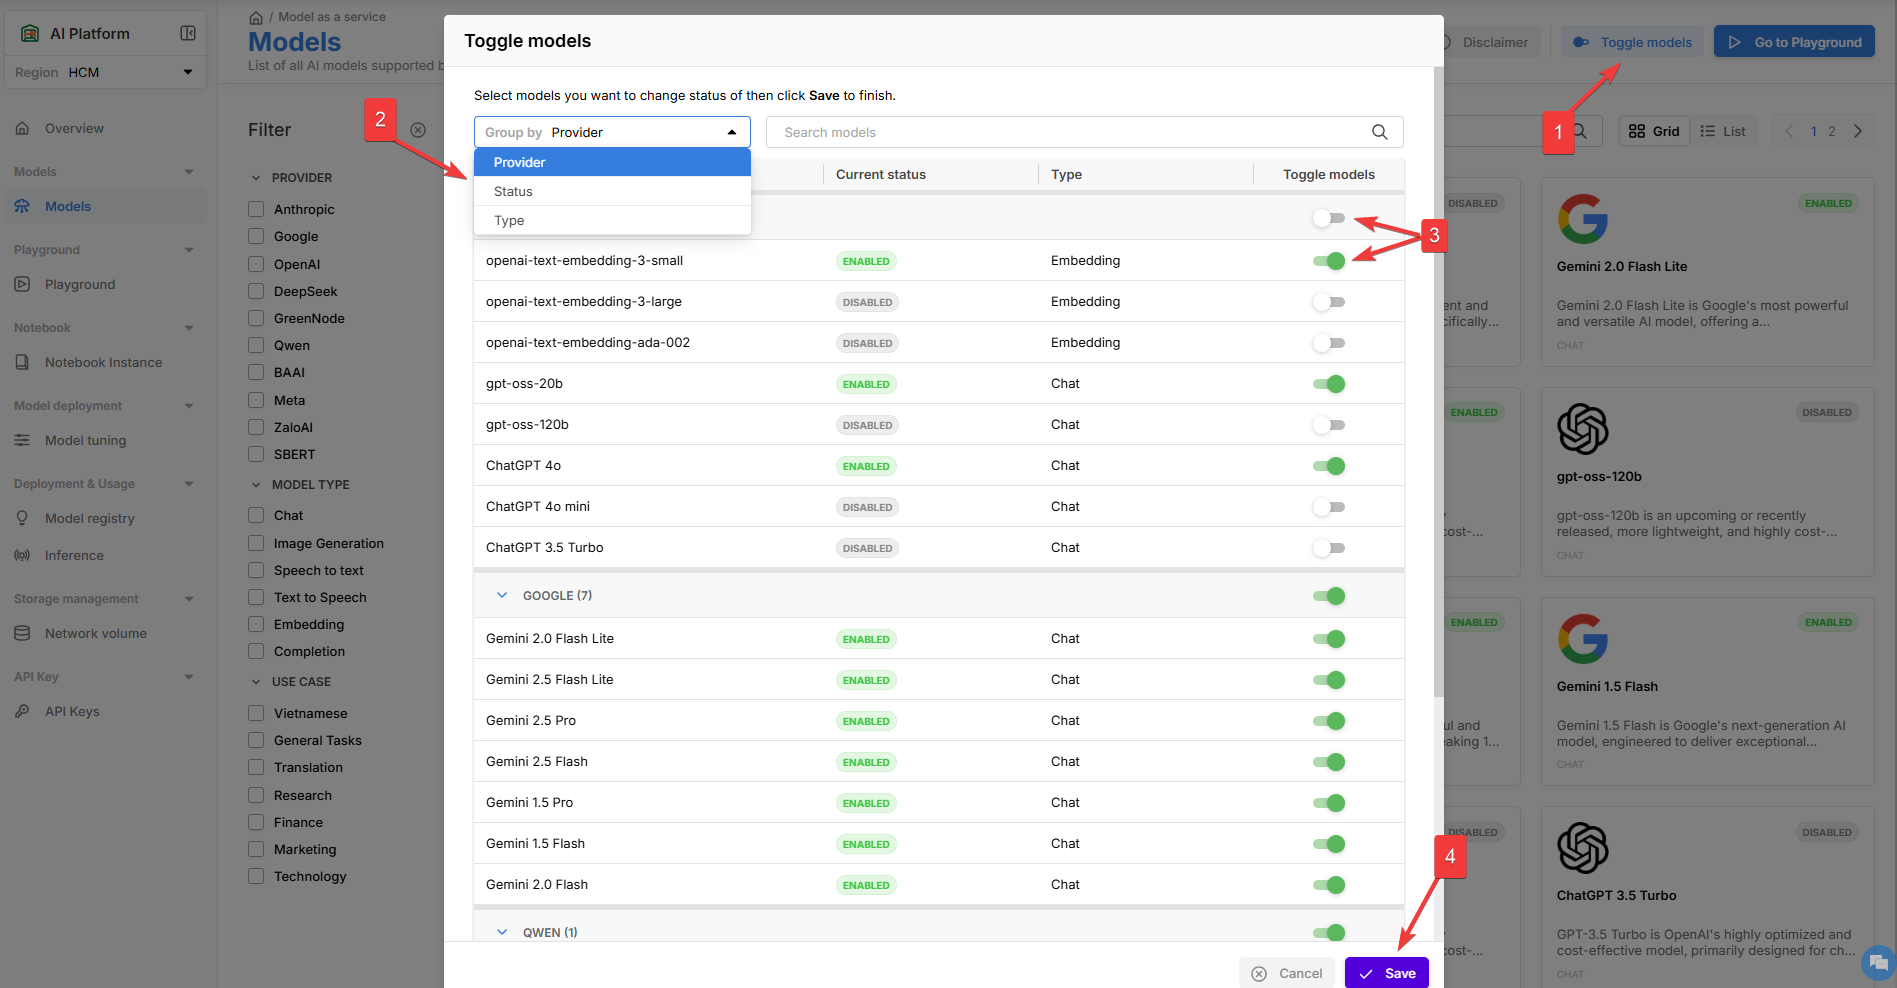 AI Platform
Region HCM
Overview
Models
Models
Playground
Playground
Notebook
Notebook Instance
Model deployment
Model tuning
Deployment & Usage
Model registry
Inference
Storage management
Network volume
API Key
API Keys
/ Model as a service
Models
List of all AI models supported b
Disclaimer
Toggle models
Go to Playground
1
Grid
List
1 2
Filter
PROVIDER
Anthropic
Google
OpenAI
DeepSeek
GreenNode
Qwen
BAAI
Meta
ZaloAI
SBERT
MODEL TYPE
Chat
Image Generation
Speech to text
Text to Speech
Embedding
Completion
USE CASE
Vietnamese
General Tasks
Translation
Research
Finance
Marketing
Technology
Toggle models
Select models you want to change status of then click Save to finish.
2
Group by Provider
Search models
Provider
Status
Type
Current status Type Toggle models
3
openai-text-embedding-3-small ENABLED Embedding
openai-text-embedding-3-large DISABLED Embedding
openai-text-embedding-ada-002 DISABLED Embedding
gpt-oss-20b ENABLED Chat
gpt-oss-120b DISABLED Chat
ChatGPT 4o ENABLED Chat
ChatGPT 4o mini DISABLED Chat
ChatGPT 3.5 Turbo DISABLED Chat
GOOGLE (7)
Gemini 2.0 Flash Lite ENABLED Chat
Gemini 2.5 Flash Lite ENABLED Chat
Gemini 2.5 Pro ENABLED Chat
Gemini 2.5 Flash ENABLED Chat
Gemini 1.5 Pro ENABLED Chat
Gemini 1.5 Flash ENABLED Chat
Gemini 2.0 Flash ENABLED Chat
QWEN (1)
4
Cancel
Save
DISABLED
ent and
cifically...
ENABLED
cost-...
ENABLED
ul and
eaking 1...
DISABLED
cost-...
ENABLED
Gemini 2.0 Flash Lite
Gemini 2.0 Flash Lite is Google's most powerful
and versatile AI model, offering a...
CHAT
DISABLED
gpt-oss-120b
gpt-oss-120b is an upcoming or recently
released, more lightweight, and highly cost-...
CHAT
ENABLED
Gemini 1.5 Flash
Gemini 1.5 Flash is Google's next-generation AI
model, engineered to deliver exceptional...
CHAT
DISABLED
ChatGPT 3.5 Turbo
GPT-3.5 Turbo is OpenAI's highly optimized and
cost-effective model, primarily designed for ch...
CHAT